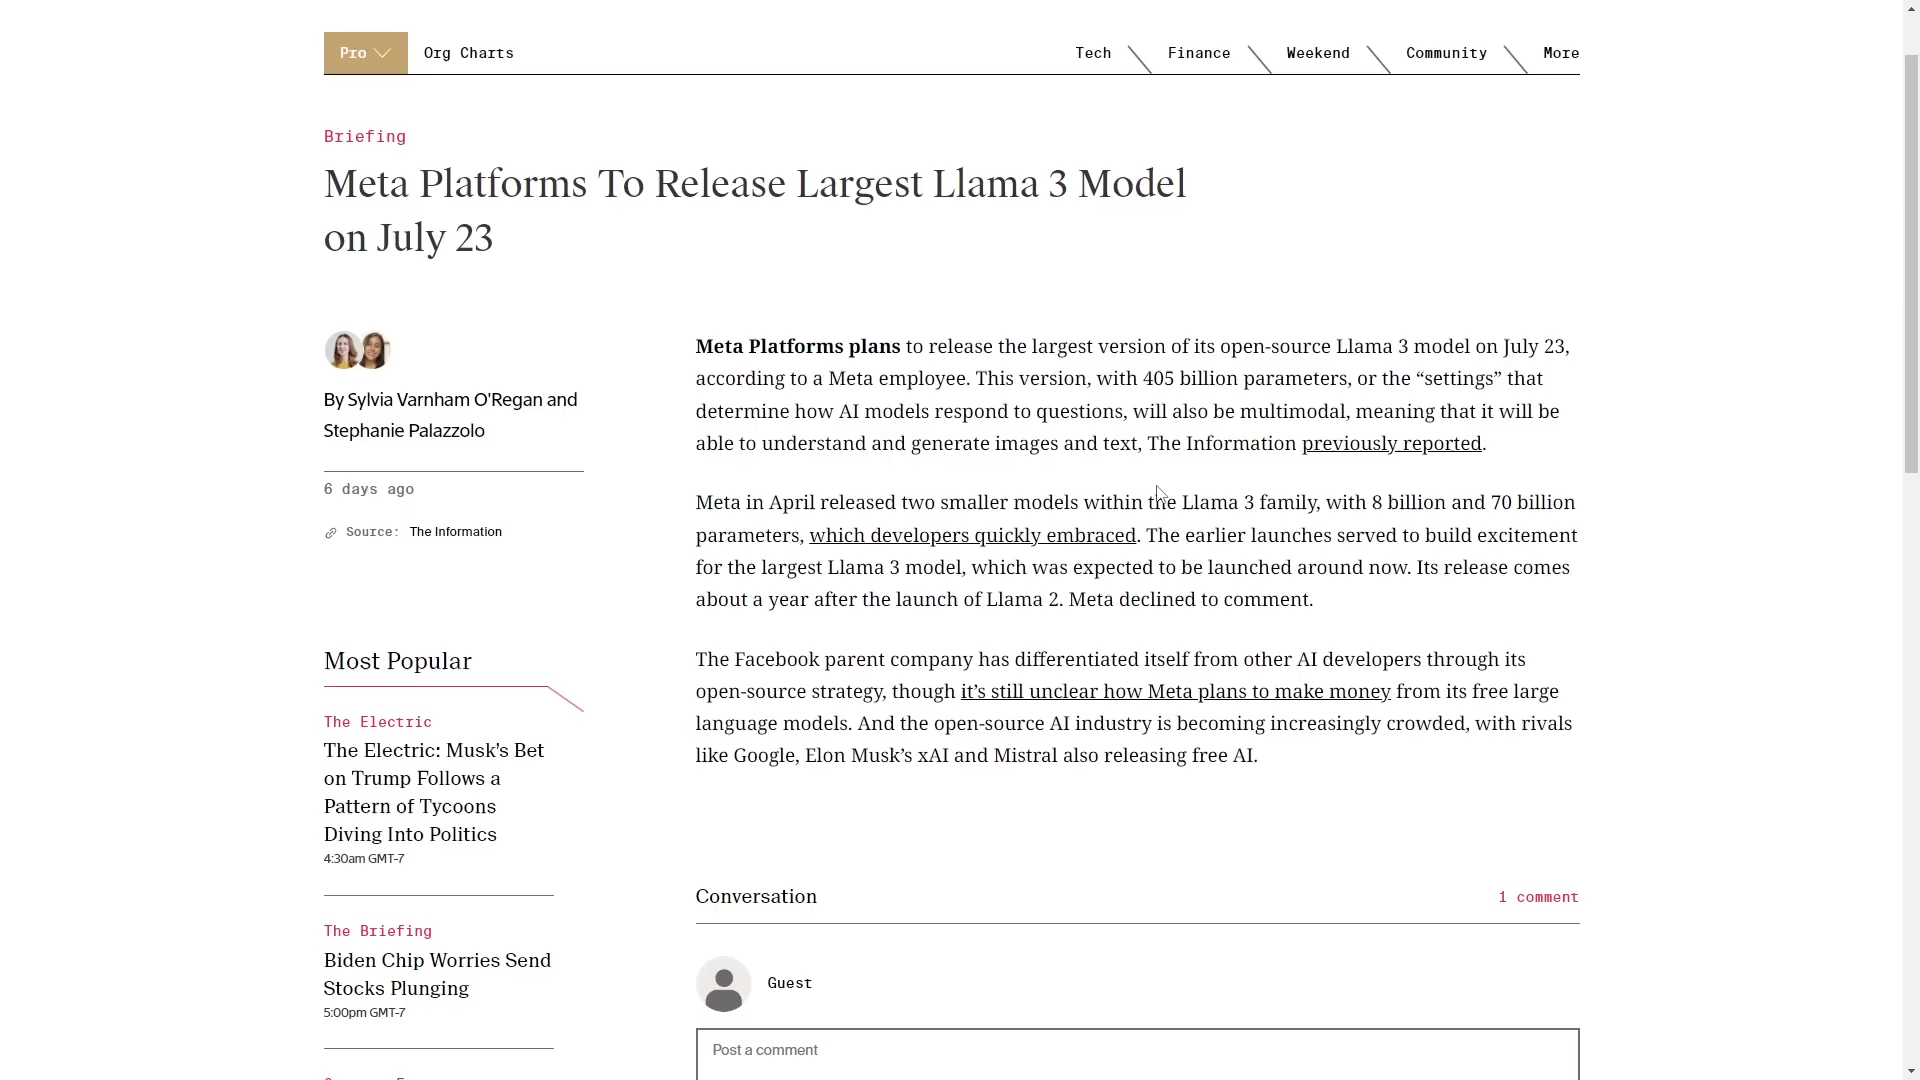 Pro
Org Charts
Tech
Finance
Weekend
Community
More
Briefing
Meta Platforms To Release Largest Llama 3 Model
on July 23
By Sylvia Varnham O'Regan and
Stephanie Palazzolo
6 days ago
Source: The Information
Meta Platforms plans to release the largest version of its open-source Llama 3 model on July 23,
according to a Meta employee. This version, with 405 billion parameters, or the “settings” that
determine how AI models respond to questions, will also be multimodal, meaning that it will be
able to understand and generate images and text, The Information previously reported.
Meta in April released two smaller models within the Llama 3 family, with 8 billion and 70 billion
parameters, which developers quickly embraced. The earlier launches served to build excitement
for the largest Llama 3 model, which was expected to be launched around now. Its release comes
about a year after the launch of Llama 2. Meta declined to comment.
The Facebook parent company has differentiated itself from other AI developers through its
open-source strategy, though it’s still unclear how Meta plans to make money from its free large
language models. And the open-source AI industry is becoming increasingly crowded, with rivals
like Google, Elon Musk’s xAI and Mistral also releasing free AI.
Most Popular
The Electric
The Electric: Musk's Bet
on Trump Follows a
Pattern of Tycoons
Diving Into Politics
4:30am GMT-7
The Briefing
Biden Chip Worries Send
Stocks Plunging
5:00pm GMT-7
Conversation
1 comment
Guest
Post a comment